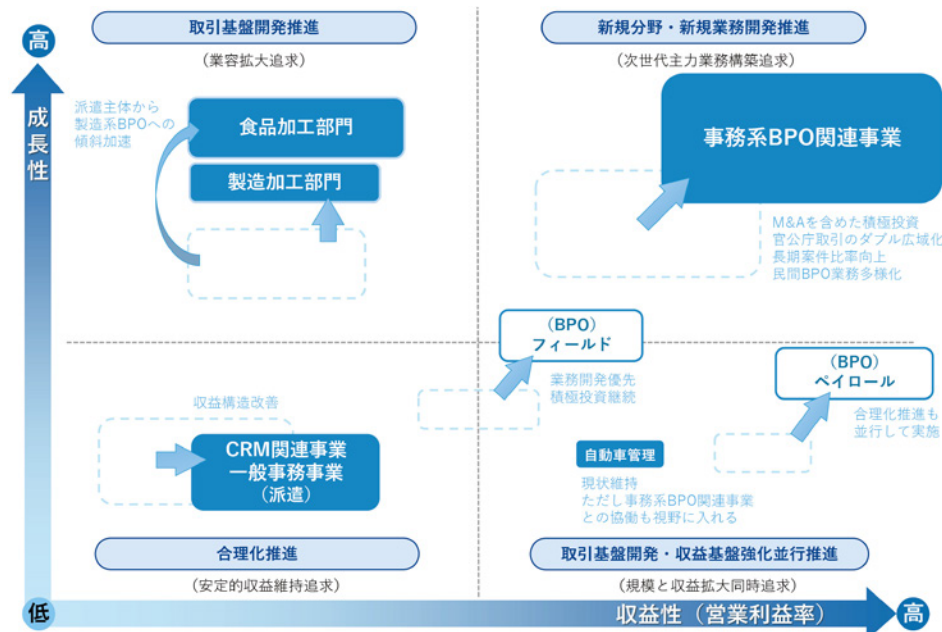 取引基盤開発推進
(業容拡大追求)
新規分野・新規業務開発推進
(次世代主力業務構築追求)
高
成長性
派遣主体から
製造系BPOへの
傾斜加速
食品加工部門
製造加工部門
事務系BPO関連事業
M&Aを含めた積極投資
官公庁取引のダブル広域化
長期案件比率向上
民間BPO業務多様化
(BPO)
フィールド
業務開発優先
積極投資継続
(BPO)
ペイロール
合理化推進も
並行して実施
収益構造改善
CRM関連事業
一般事務事業
(派遣)
自動車管理
現状維持
ただし事務系BPO関連事業
との協働も視野に入れる
合理化推進
(安定的収益維持追求)
取引基盤開発・収益基盤強化並行推進
(規模と収益拡大同時追求)
低
収益性（営業利益率）
高